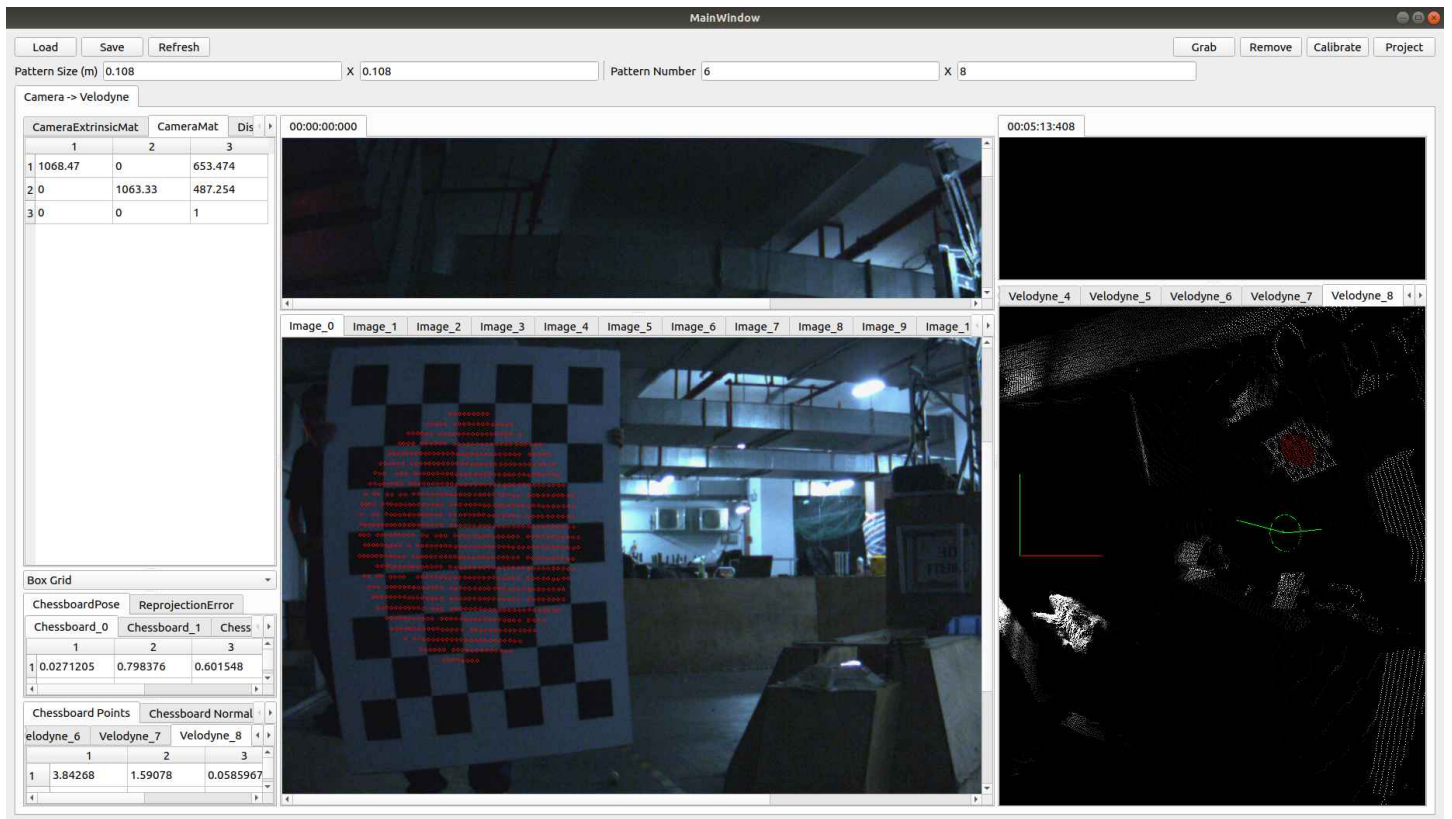 MainWindow
Load Save Refresh Grab Remove Calibrate Project
Pattern Size (m) 0.108 X 0.108 Pattern Number 6 X 8
Camera -> Velodyne
CameraExtrinsicMat CameraMat Dis 00:00:00:000 00:05:13:408
1 2 3
1 1068.47 0 653.474
2 0 1063.33 487.254
3 0 0 1
Velodyne_4 Velodyne_5 Velodyne_6 Velodyne_7 Velodyne_8
Image_0 Image_1 Image_2 Image_3 Image_4 Image_5 Image_6 Image_7 Image_8 Image_9 Image_1
Box Grid
ChessboardPose ReprojectionError
Chessboard_0 Chessboard_1 Chess
1 2 3
1 0.0271205 0.798376 0.601548
Chessboard Points Chessboard Normal
elodyne_6 Velodyne_7 Velodyne_8
1 2 3
1 3.84268 1.59078 0.0585967